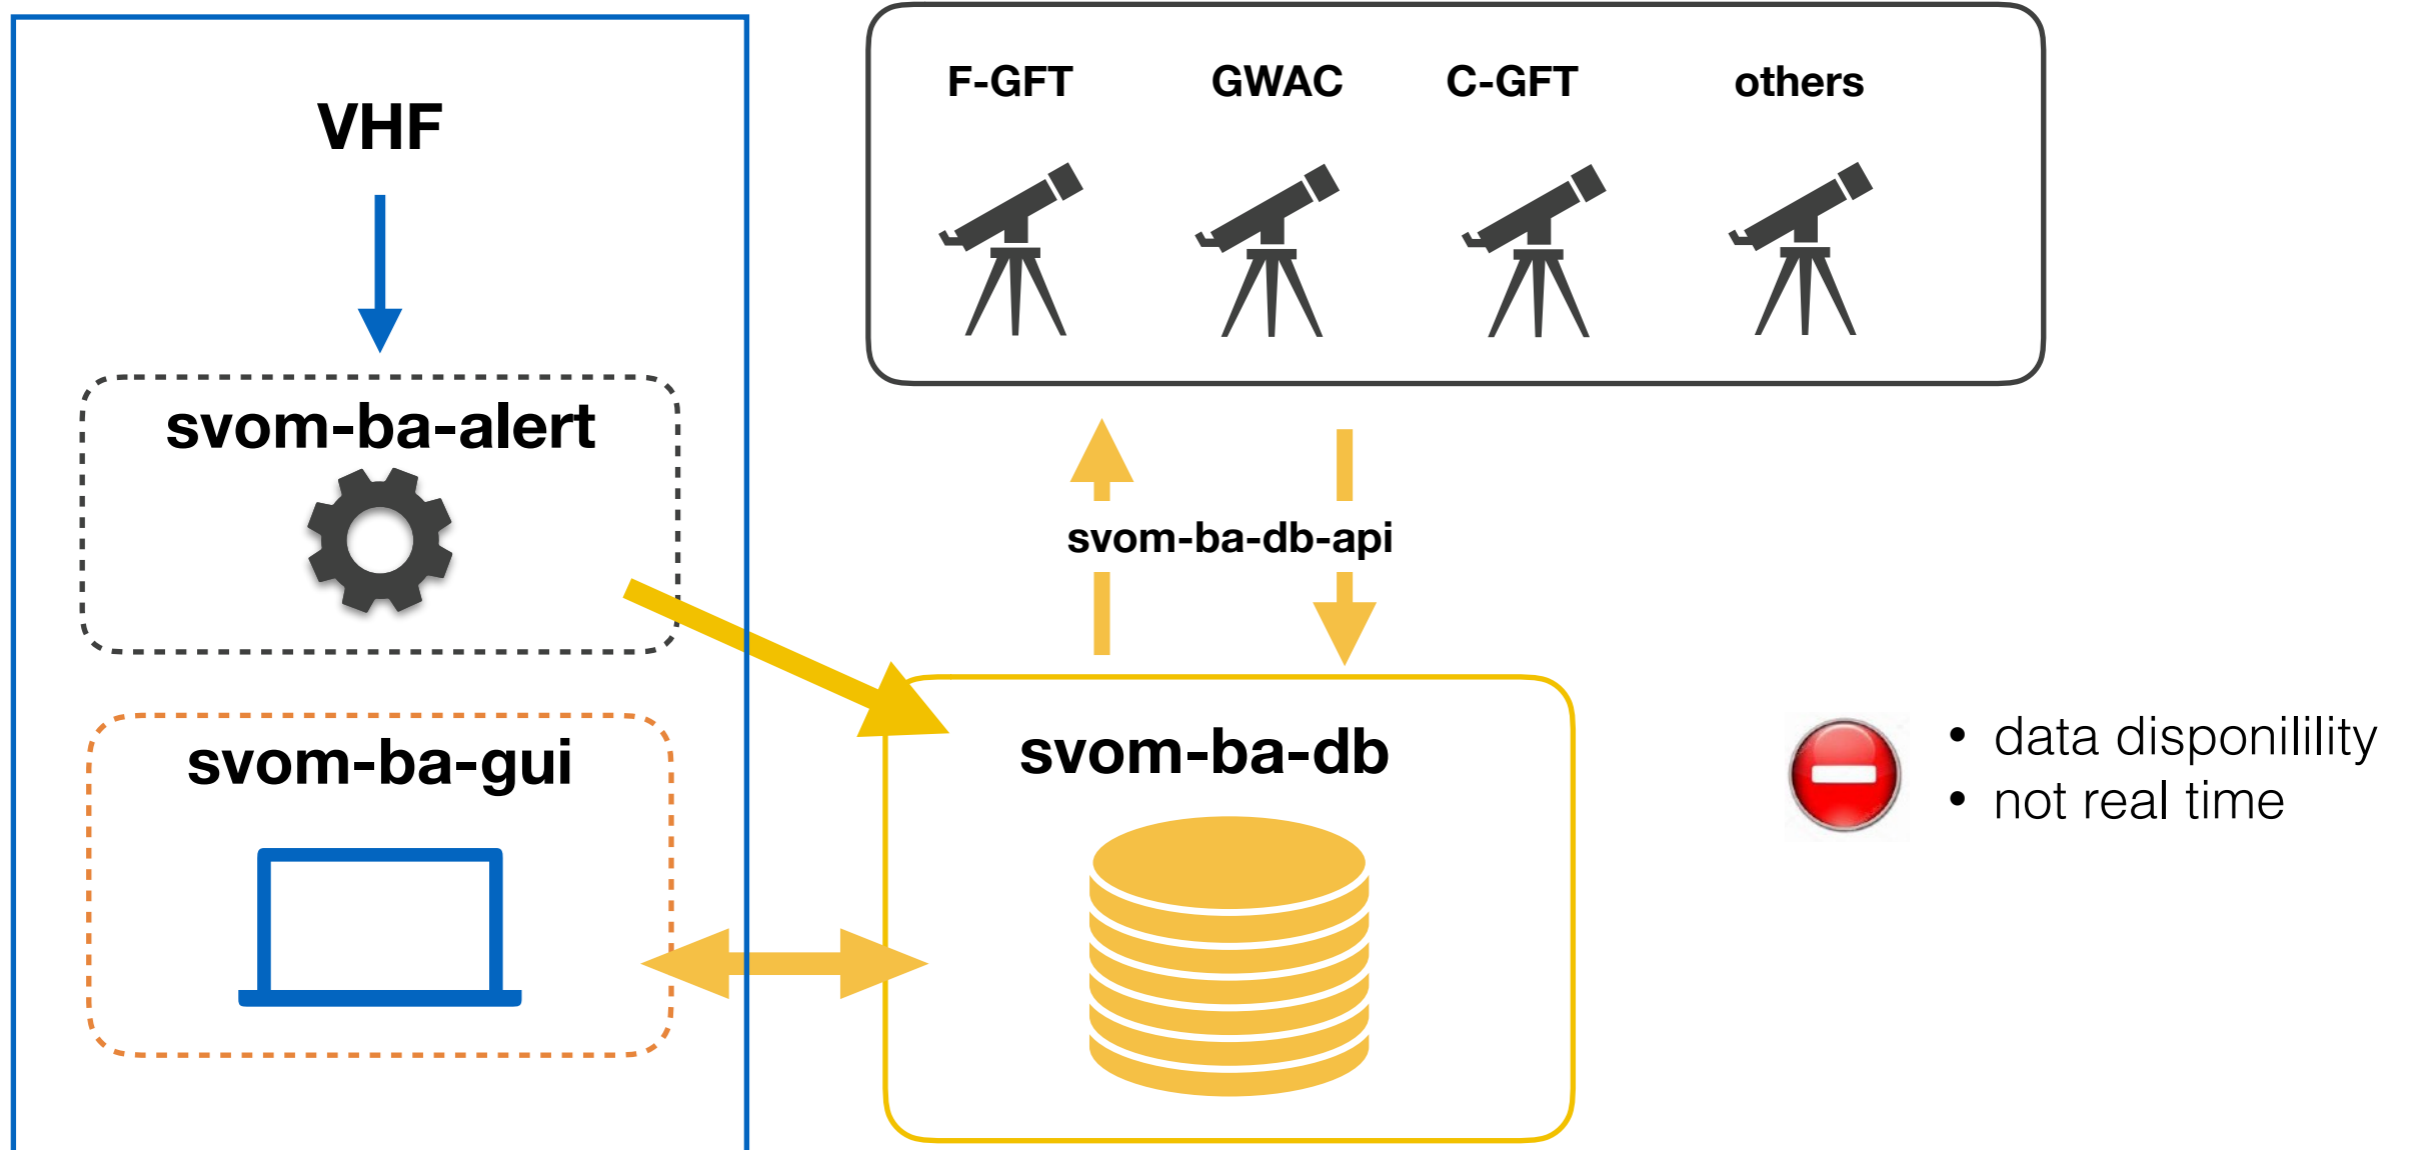 VHF
svom-ba-alert
svom-ba-gui
F-GFT GWAC C-GFT others
svom-ba-db-api
svom-ba-db
• data disponilility
• not real time